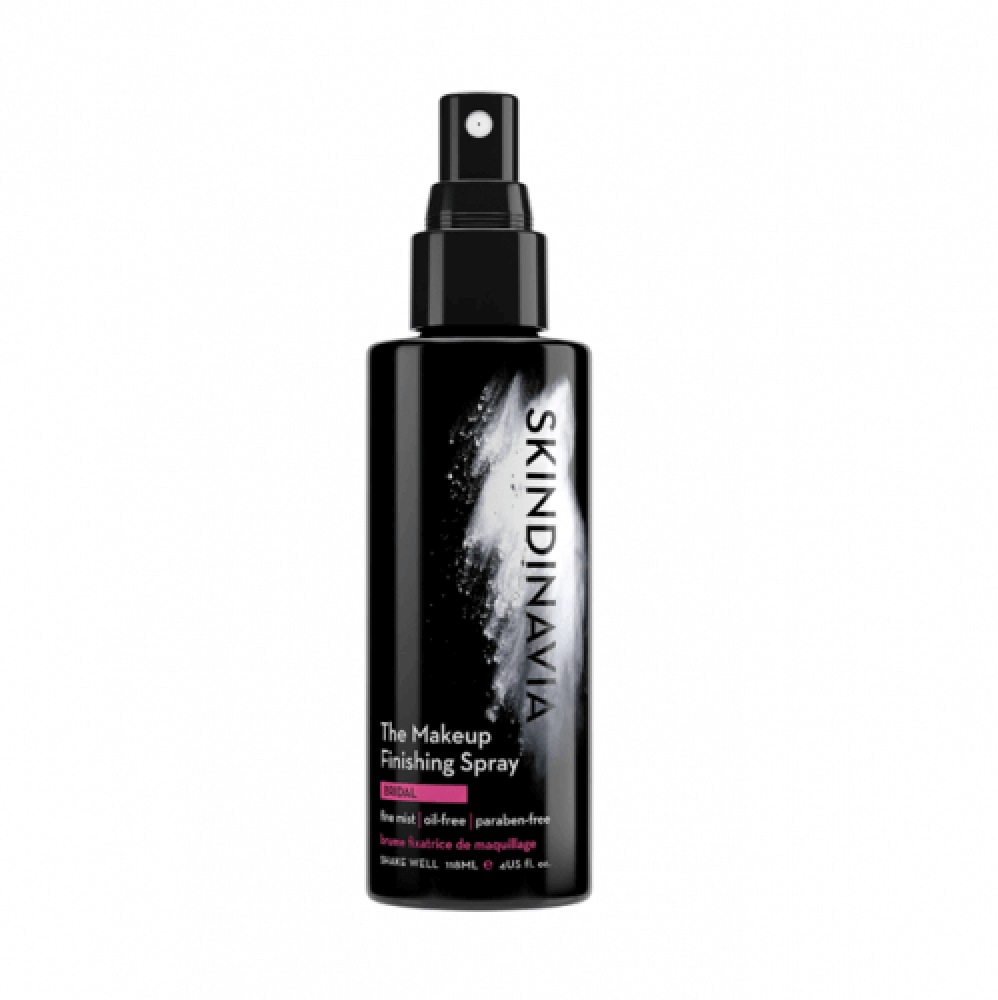 SKINDINAVIA
The Makeup
Finishing Spray
BRIDAL
fine mist | oil-free | paraben-free
brume fixatrice de maquillage
SHAKE WELL 118ML e 4US fl. oz.